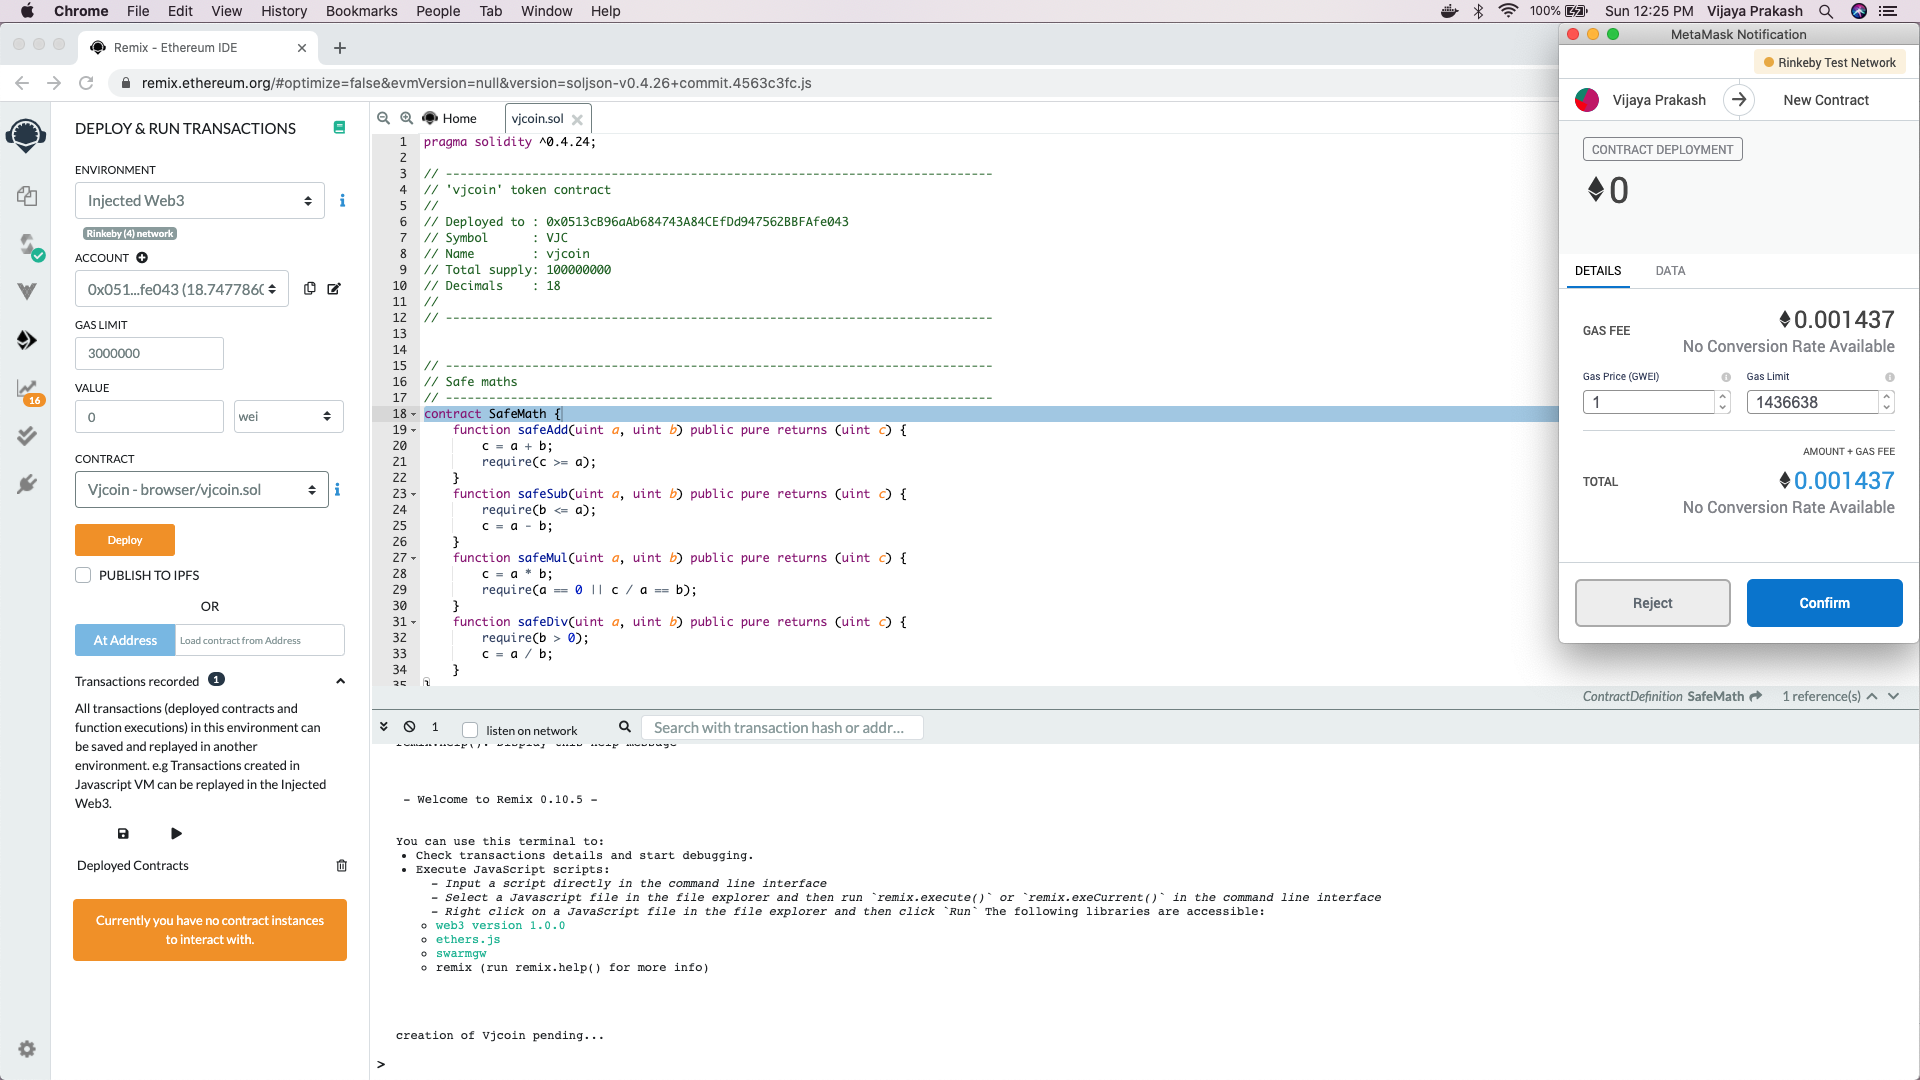 Chrome File Edit View History Bookmarks People Tab Window Help
100% Sun 12:25 PM Vijaya Prakash
Remix - Ethereum IDE
remix.ethereum.org/#optimize=false&evmVersion=null&version=soljson-v0.4.26+commit.4563c3fc.js
DEPLOY & RUN TRANSACTIONS
ENVIRONMENT
Injected Web3
Rinkeby (4) network
ACCOUNT
0x051...fe043 (18.7477860
GAS LIMIT
3000000
VALUE
0
wei
CONTRACT
Vjcoin - browser/vjcoin.sol
Deploy
PUBLISH TO IPFS
OR
At Address
Load contract from Address
Transactions recorded 1
All transactions (deployed contracts and
function executions) in this environment can
be saved and replayed in another
environment. e.g Transactions created in
Javascript VM can be replayed in the Injected
Web3.
Deployed Contracts
Currently you have no contract instances
to interact with.
16
Home
vjcoin.sol
1 pragma solidity ^0.4.24;
2
3 // ----------------------------------------------------------------------------
4 // 'vjcoin' token contract
5 //
6 // Deployed to : 0x0513cB96aAb684743A84CEfDd947562BBFAfe043
7 // Symbol      : VJC
8 // Name        : vjcoin
9 // Total supply: 100000000
10 // Decimals    : 18
11 //
12 // ----------------------------------------------------------------------------
13
14
15 // ----------------------------------------------------------------------------
16 // Safe maths
17 // ----------------------------------------------------------------------------
18 contract SafeMath {
19     function safeAdd(uint a, uint b) public pure returns (uint c) {
20         c = a + b;
21         require(c >= a);
22     }
23     function safeSub(uint a, uint b) public pure returns (uint c) {
24         require(b <= a);
25         c = a - b;
26     }
27     function safeMul(uint a, uint b) public pure returns (uint c) {
28         c = a * b;
29         require(a == 0 || c / a == b);
30     }
31     function safeDiv(uint a, uint b) public pure returns (uint c) {
32         require(b > 0);
33         c = a / b;
34     }
35 }
ContractDefinition SafeMath 1 reference(s)
1 listen on network
Search with transaction hash or addr...
remix.help(): Display this help message
- Welcome to Remix 0.10.5 -
You can use this terminal to:
• Check transactions details and start debugging.
• Execute JavaScript scripts:
- Input a script directly in the command line interface
- Select a Javascript file in the file explorer and then run `remix.execute()` or `remix.exeCurrent()` in the command line interface
- Right click on a JavaScript file in the file explorer and then click `Run` The following libraries are accessible:
web3 version 1.0.0
ethers.js
swarmgw
remix (run remix.help() for more info)
creation of Vjcoin pending...
>
MetaMask Notification
Rinkeby Test Network
Vijaya Prakash
New Contract
CONTRACT DEPLOYMENT
0
DETAILS
DATA
GAS FEE
0.001437
No Conversion Rate Available
Gas Price (GWEI)
Gas Limit
1
1436638
AMOUNT + GAS FEE
TOTAL
0.001437
No Conversion Rate Available
Reject
Confirm